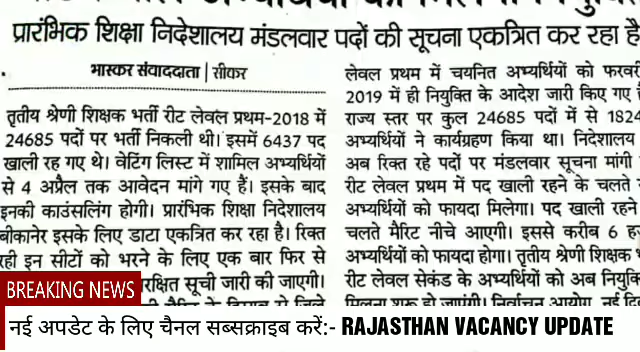 प्रारंभिक शिक्षा निदेशालय मंडलवार पदों की सूचना एकत्रित कर रहा है
भास्कर संवाददाता | सीकर
तृतीय श्रेणी शिक्षक भर्ती रीट लेवल प्रथम-2018 में
24685 पदों पर भर्ती निकली थी। इसमें 6437 पद
खाली रह गए थे। वेटिंग लिस्ट में शामिल अभ्यर्थियों
से 4 अप्रैल तक आवेदन मांगे गए हैं। इसके बाद
इनकी काउंसलिंग होगी। प्रारंभिक शिक्षा निदेशालय
बीकानेर इसके लिए डाटा एकत्रित कर रहा है। रिक्त
रही इन सीटों को भरने के लिए एक बार फिर से
रक्षित सूची जारी की जाएगी।
लेवल प्रथम में चयनित अभ्यर्थियों को फरवरी
2019 में ही नियुक्ति के आदेश जारी किए गए
राज्य स्तर पर कुल 24685 पदों में से 1824
अभ्यर्थियों ने कार्यग्रहण किया था। निदेशालय
अब रिक्त रहे पदों पर मंडलवार सूचना मांगी
रीट लेवल प्रथम में पद खाली रहने के चलते
अभ्यर्थियों को फायदा मिलेगा। पद खाली रहने
चलते मैरिट नीचे आएगी। इससे करीब 6
अभ्यर्थियों को फायदा होगा। तृतीय श्रेणी शिक्षक
रीट लेवल सेकंड के अभ्यर्थियों को अब नियुक्ति
मिलना शुरू हो जाएंगी। निर्वाचन आयोग, नई
BREAKING NEWS
नई अपडेट के लिए चैनल सब्सक्राइब करें:- RAJASTHAN VACANCY UPDATE